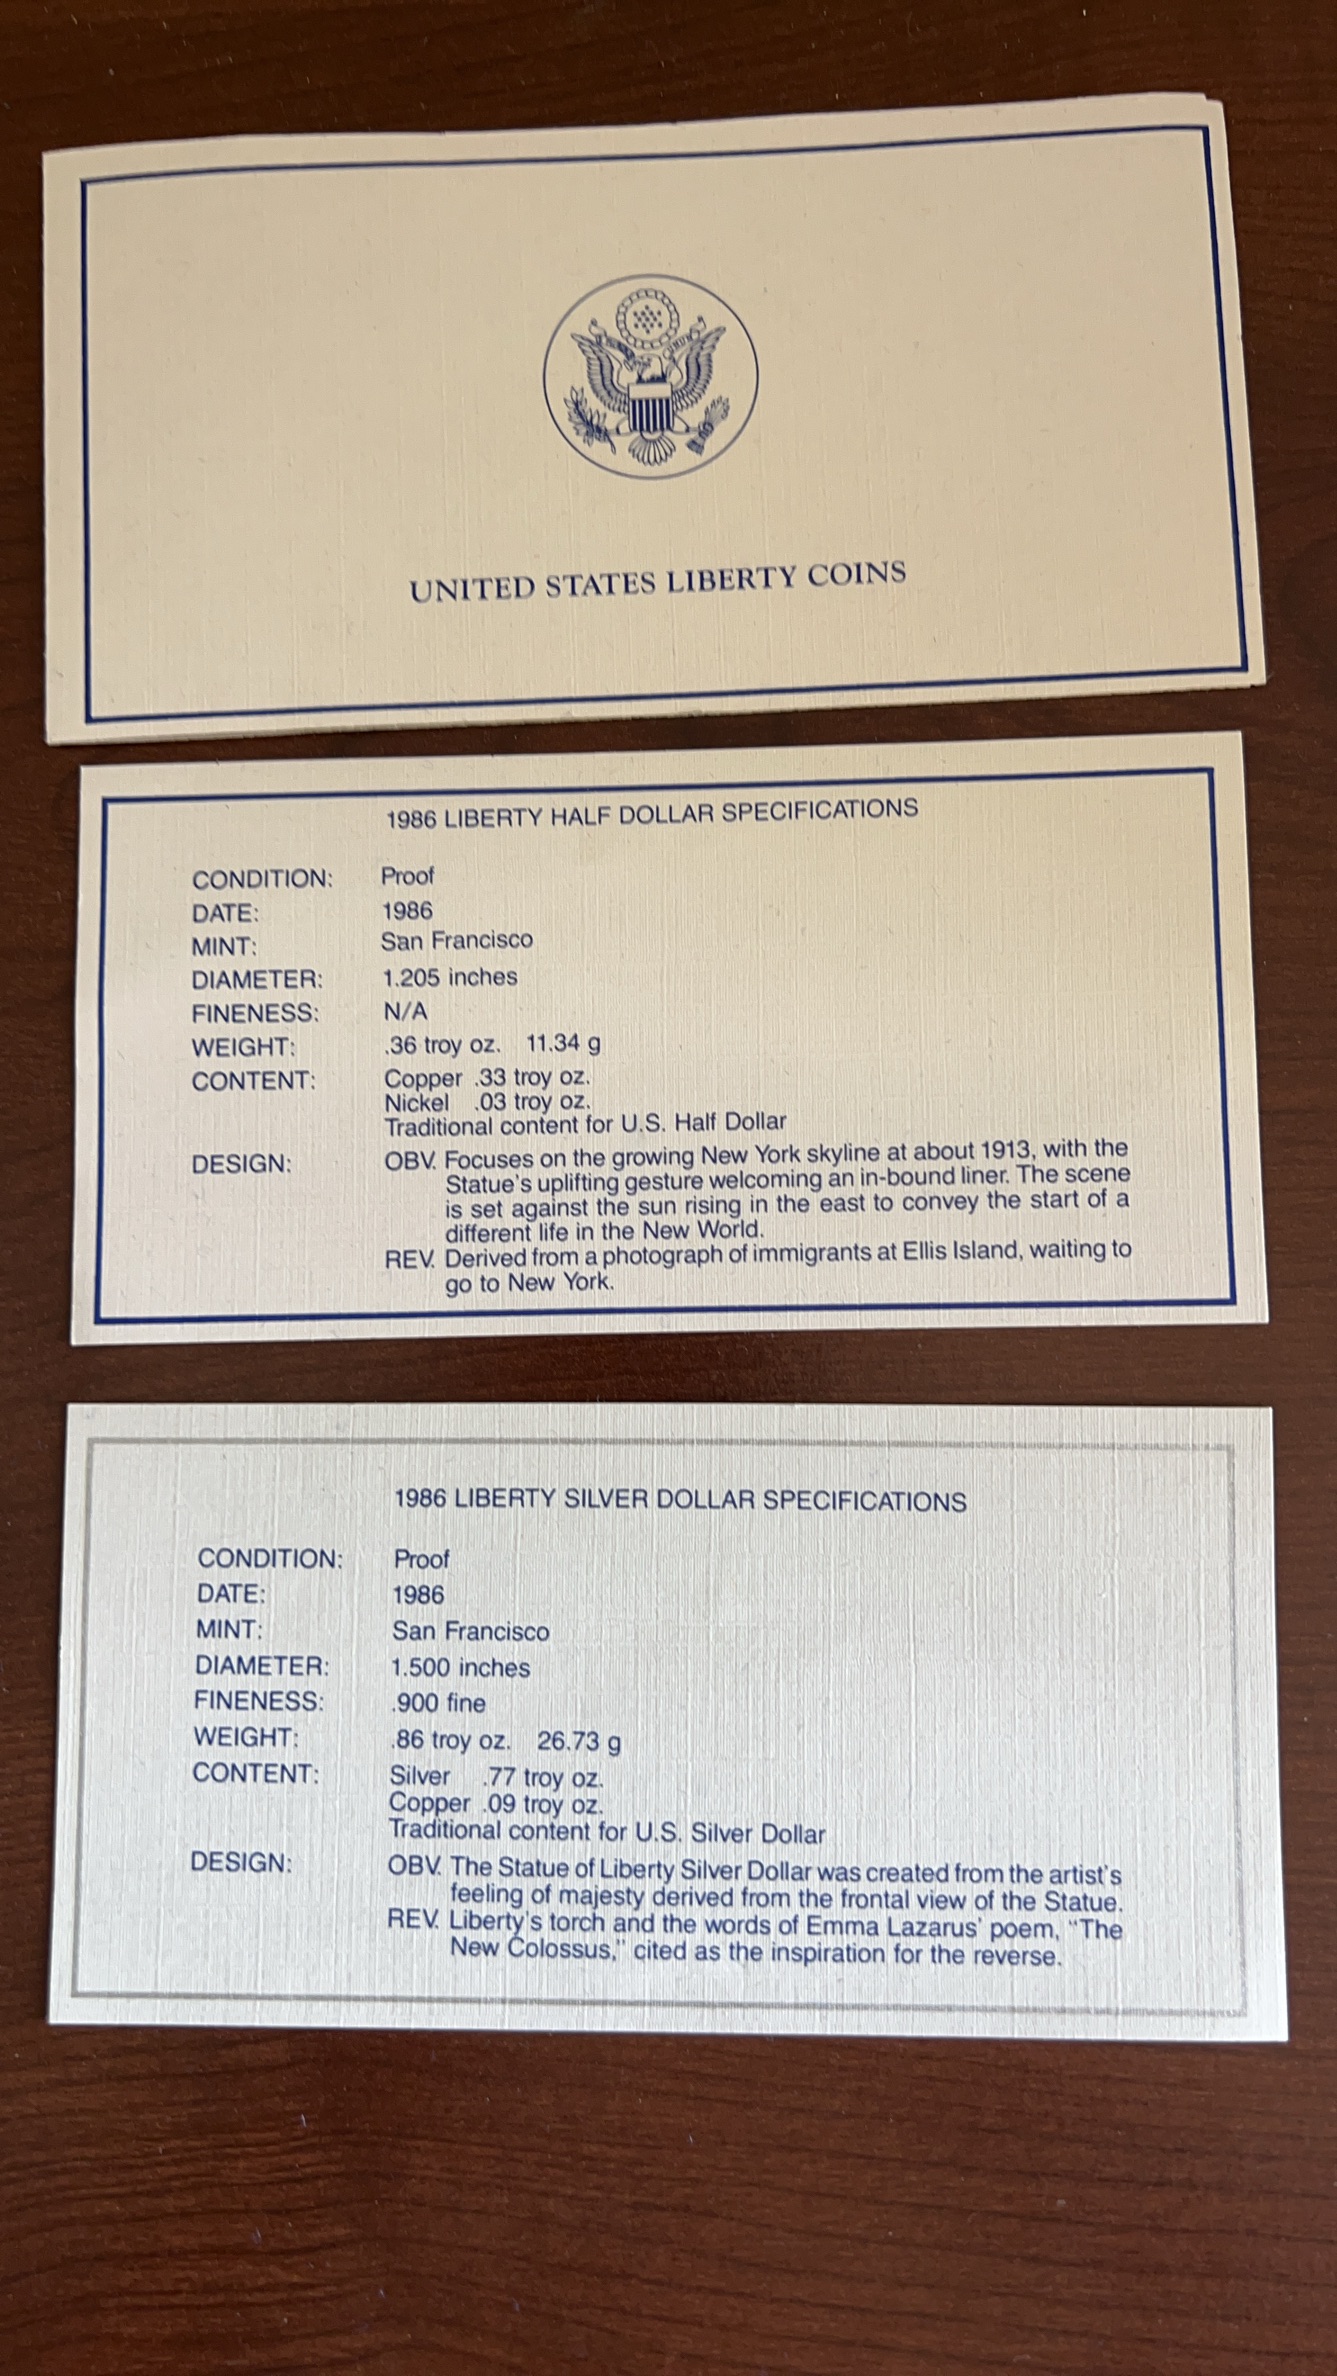 UNITED STATES LIBERTY COINS
1986 LIBERTY HALF DOLLAR SPECIFICATIONS
CONDITION: Proof
DATE: 1986
MINT: San Francisco
DIAMETER: 1.205 inches
FINENESS: N/A
WEIGHT: .36 troy oz. 11.34 g
CONTENT: Copper .33 troy oz.
Nickel .03 troy oz.
Traditional content for U.S. Half Dollar
DESIGN: OBV. Focuses on the growing New York skyline at about 1913, with the
Statue's uplifting gesture welcoming an in-bound liner. The scene
is set against the sun rising in the east to convey the start of a
different life in the New World.
REV. Derived from a photograph of immigrants at Ellis Island, waiting to
go to New York.
1986 LIBERTY SILVER DOLLAR SPECIFICATIONS
CONDITION: Proof
DATE: 1986
MINT: San Francisco
DIAMETER: 1.500 inches
FINENESS: .900 fine
WEIGHT: .86 troy oz. 26.73 g
CONTENT: Silver .77 troy oz.
Copper .09 troy oz.
Traditional content for U.S. Silver Dollar
DESIGN: OBV. The Statue of Liberty Silver Dollar was created from the artist's
feeling of majesty derived from the frontal view of the Statue.
REV. Liberty's torch and the words of Emma Lazarus' poem, "The
New Colossus," cited as the inspiration for the reverse.